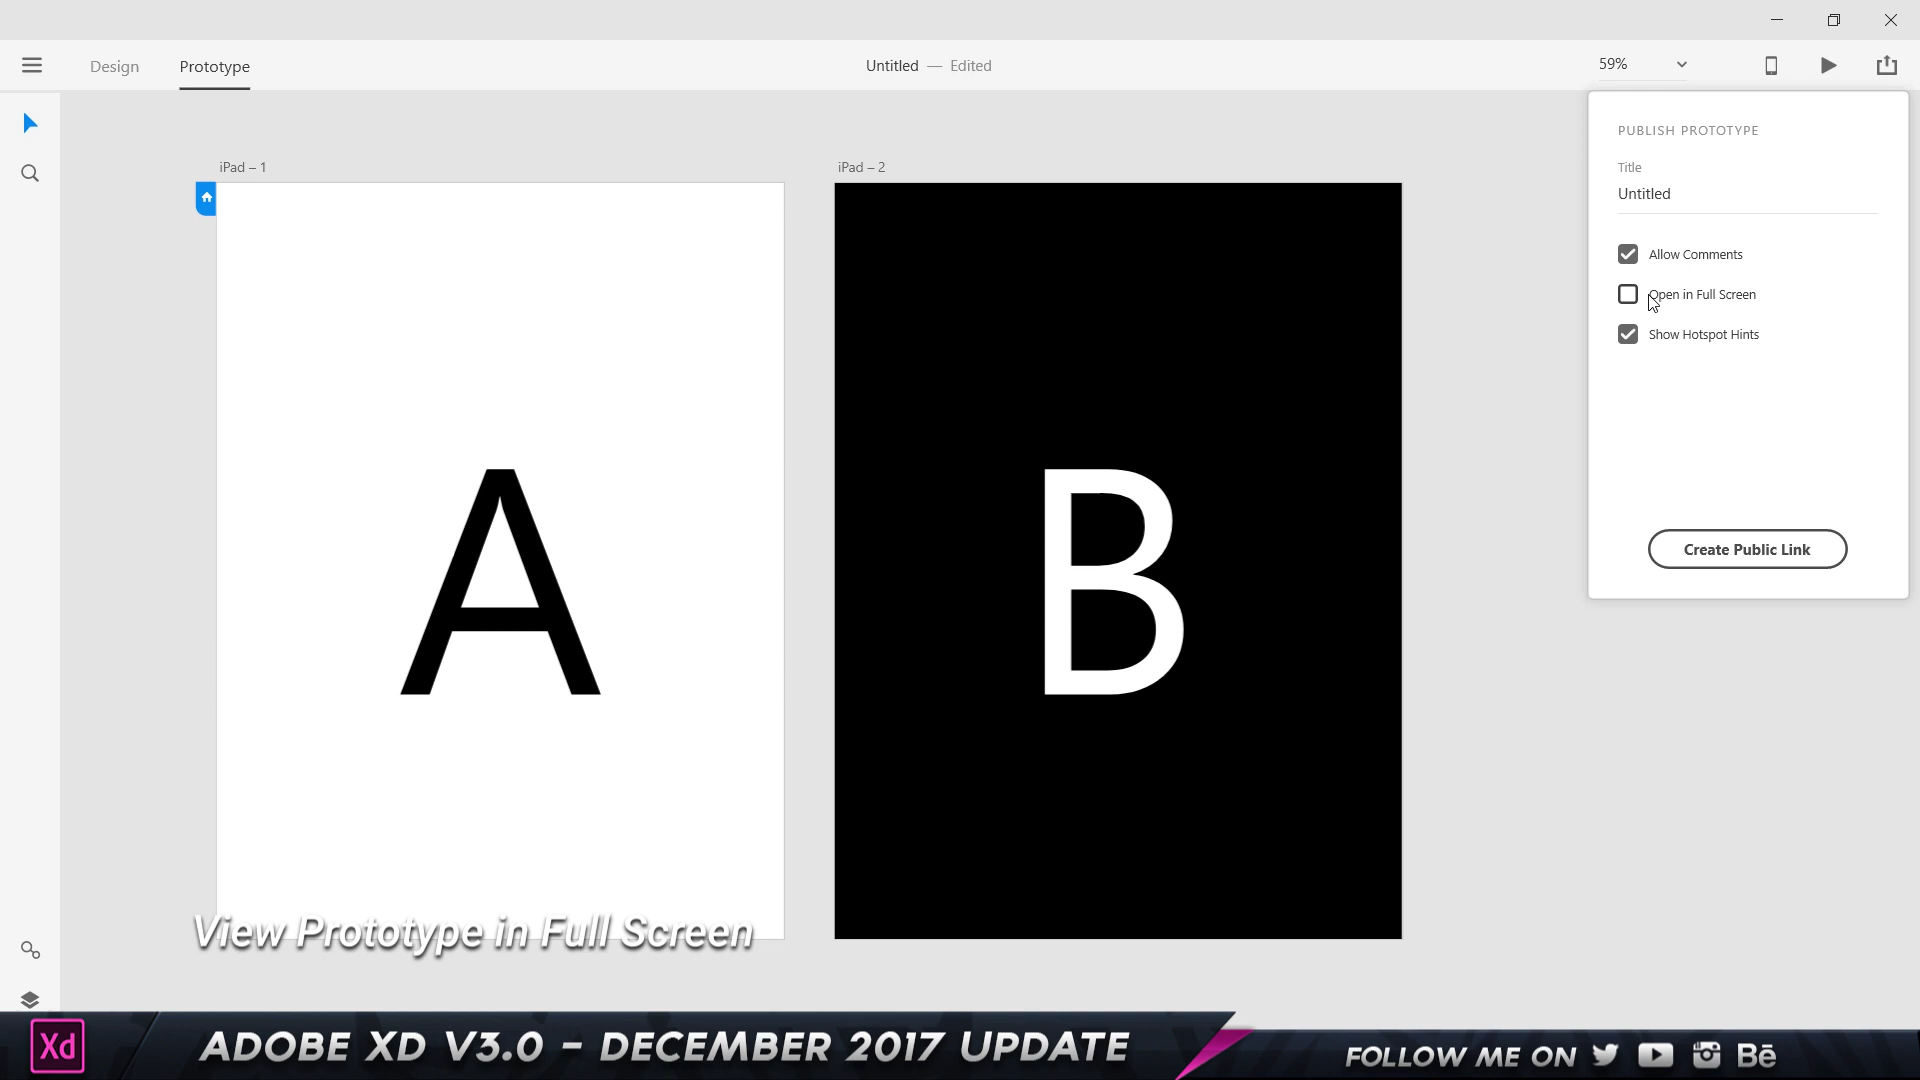 Design
Prototype
Untitled — Edited
59%
PUBLISH PROTOTYPE
Title
Untitled
Allow Comments
Open in Full Screen
Show Hotspot Hints
Create Public Link
iPad – 1
iPad – 2
A
B
View Prototype in Full Screen
Xd
ADOBE XD V3.0 - DECEMBER 2017 UPDATE
FOLLOW ME ON
Bē